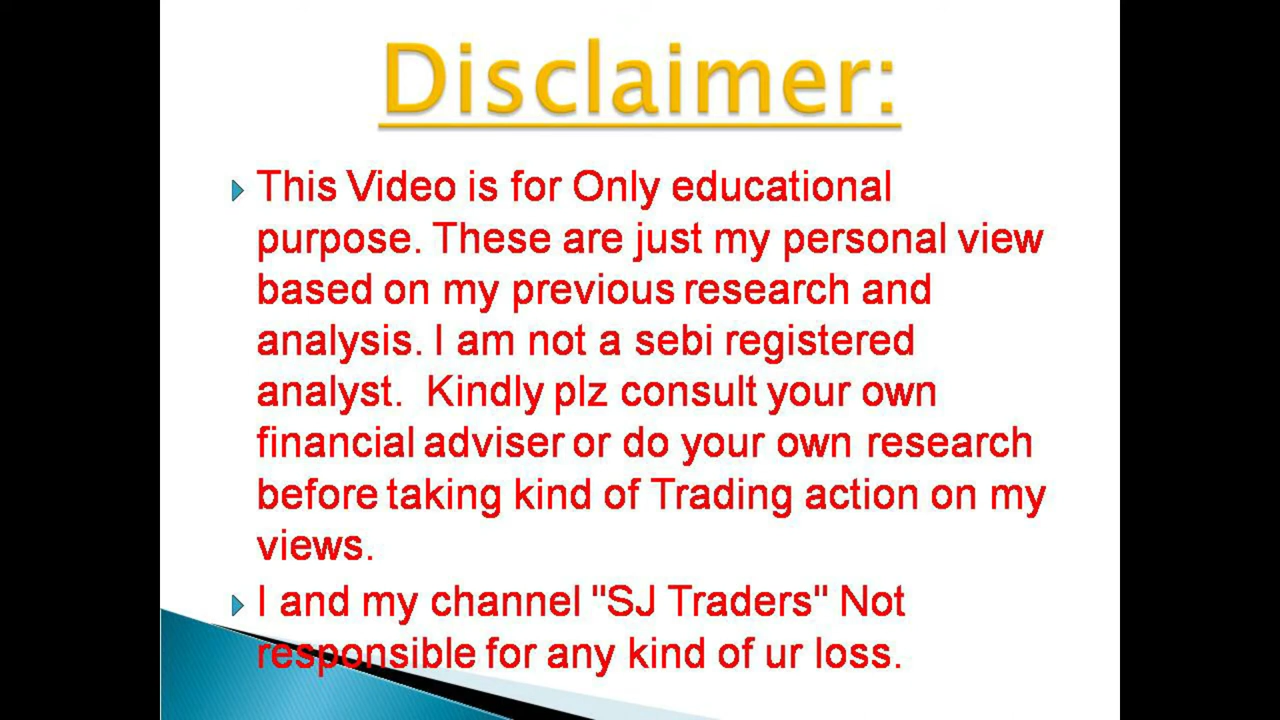 Disclaimer:
This Video is for Only educational
purpose. These are just my personal view
based on my previous research and
analysis. I am not a sebi registered
analyst.  Kindly plz consult your own
financial adviser or do your own research
before taking kind of Trading action on my
views.
I and my channel "SJ Traders" Not
responsible for any kind of ur loss.